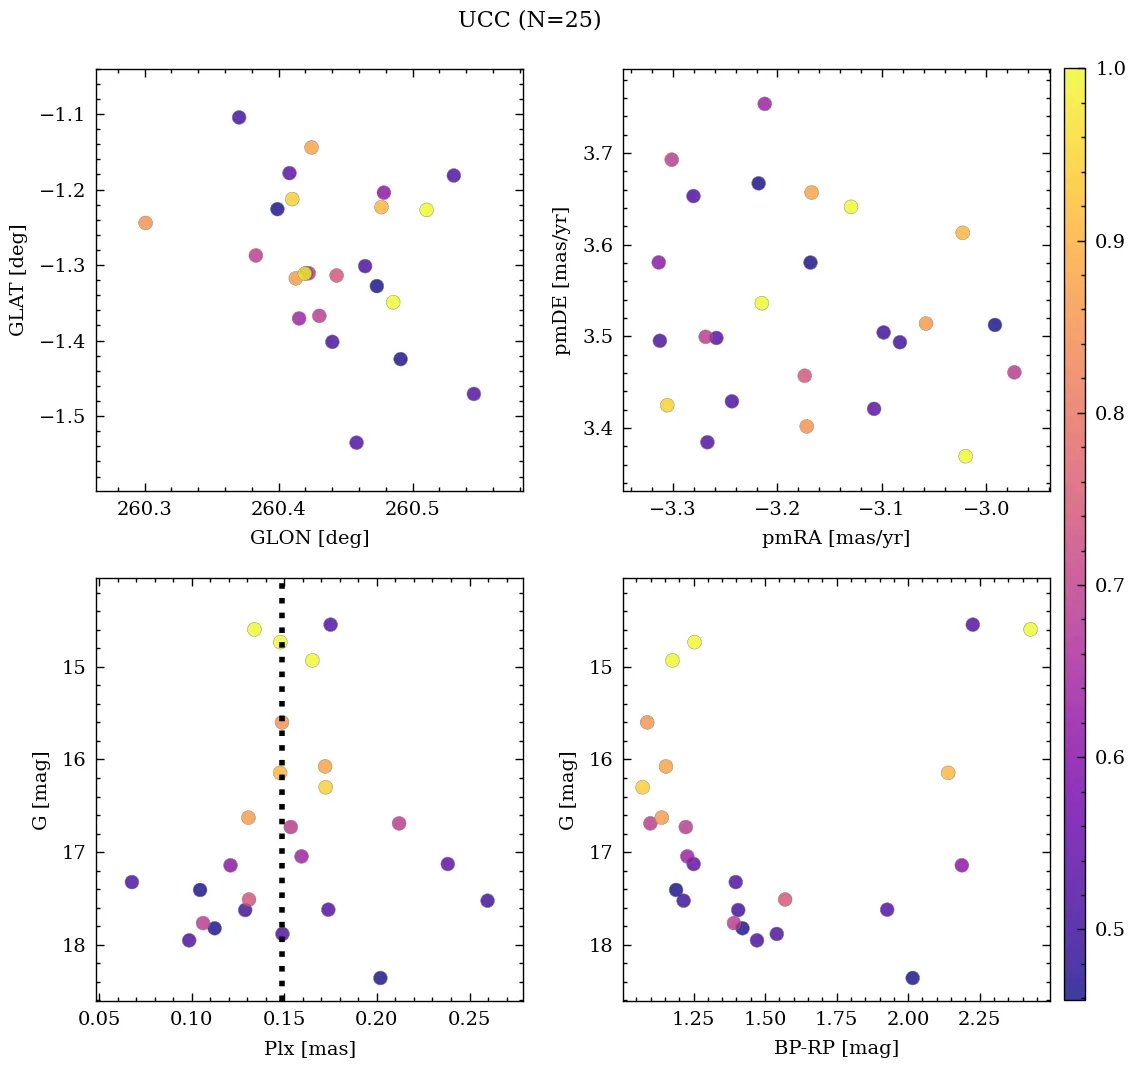 UCC (N=25)
−1.1
−1.2
−1.3
−1.4
−1.5
GLAT [deg]
260.3 260.4 260.5
GLON [deg]
3.7
3.6
3.5
3.4
pmDE [mas/yr]
−3.3 −3.2 −3.1 −3.0
pmRA [mas/yr]
15
16
17
18
G [mag]
0.05 0.10 0.15 0.20 0.25
Plx [mas]
15
16
17
18
G [mag]
1.25 1.50 1.75 2.00 2.25
BP-RP [mag]
1.0
0.9
0.8
0.7
0.6
0.5